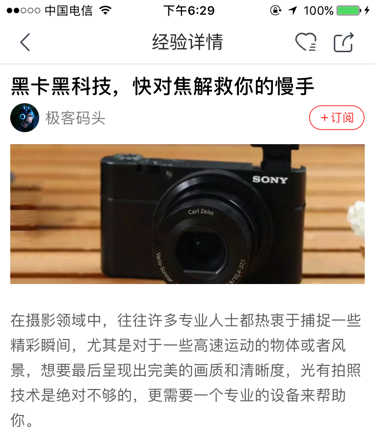 中国电信 下午6:29 100%
经验详情
黑卡黑科技，快对焦解救你的慢手
极客码头 +订阅
SONY
Carl Zeiss
在摄影领域中，往往许多专业人士都热衷于捕捉一些
精彩瞬间，尤其是对于一些高速运动的物体或者风
景，想要最后呈现出完美的画质和清晰度，光有拍照
技术是绝对不够的，更需要一个专业的设备来帮助
你。